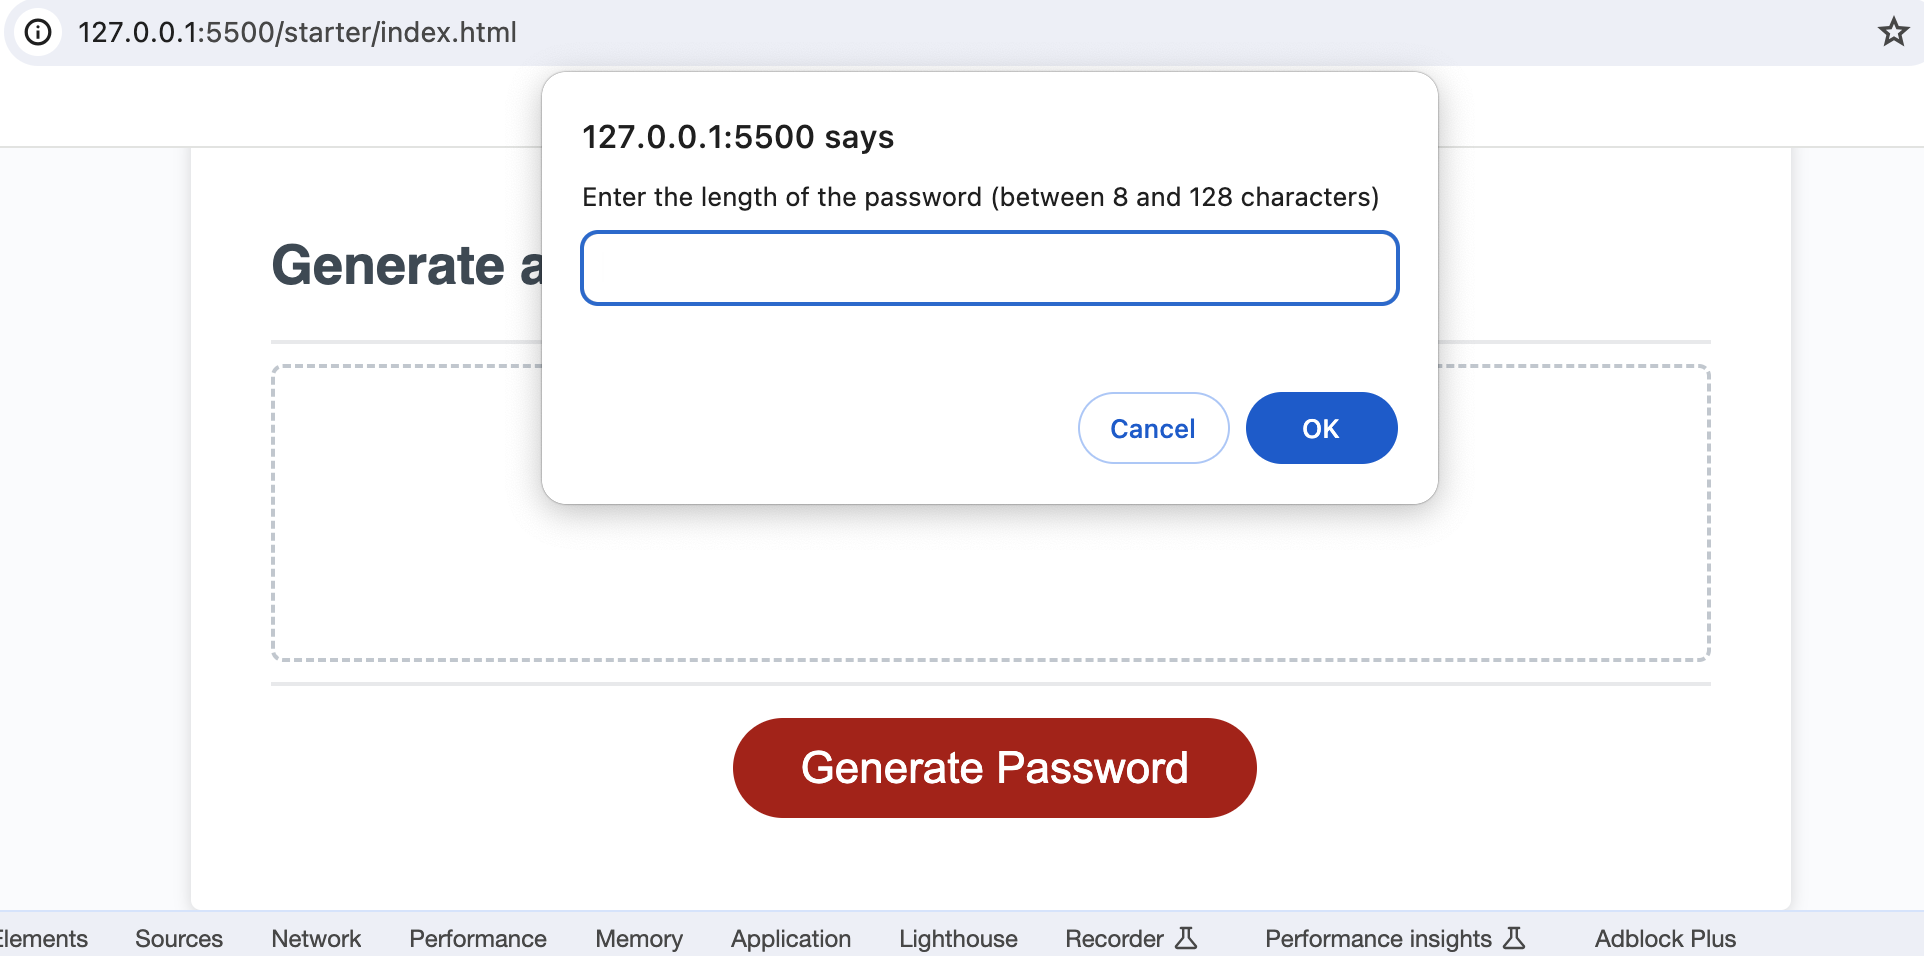 127.0.0.1:5500/starter/index.html
127.0.0.1:5500 says
Enter the length of the password (between 8 and 128 characters)
Generate a
Cancel OK
Generate Password
Elements Sources Network Performance Memory Application Lighthouse Recorder Performance insights Adblock Plus